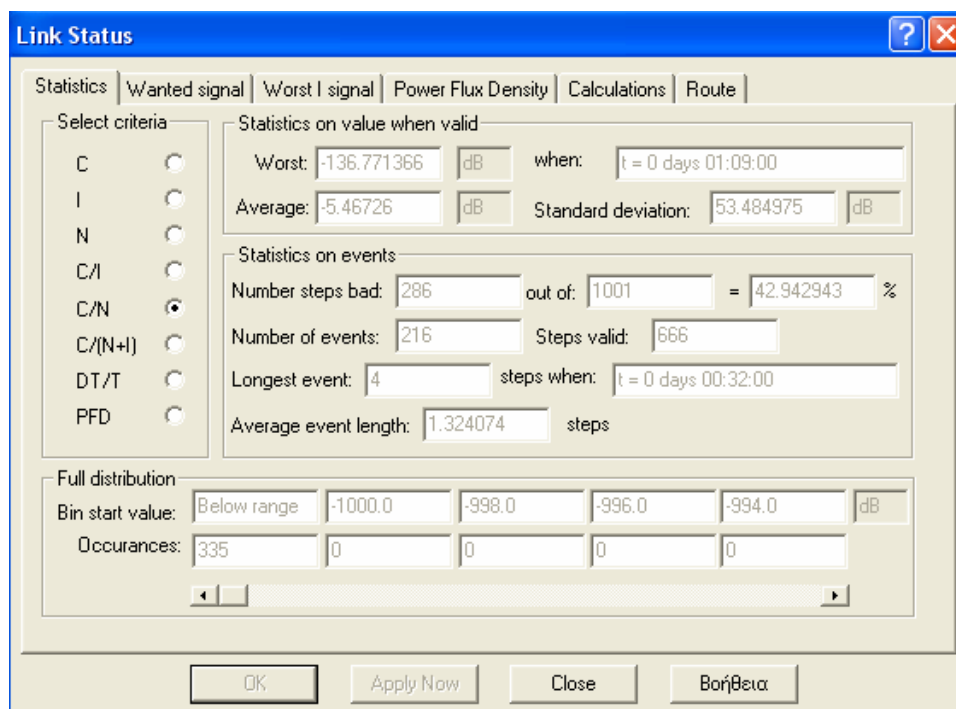 Link Status
Statistics Wanted signal Worst I signal Power Flux Density Calculations Route
Select criteria
C
I
N
C/I
C/N
C/(N+I)
DT/T
PFD
Statistics on value when valid
Worst: -136.771366 dB when: t = 0 days 01:09:00
Average: -5.46726 dB Standard deviation: 53.484975 dB
Statistics on events
Number steps bad: 286 out of: 1001 = 42.942943 %
Number of events: 216 Steps valid: 666
Longest event: 4 steps when: t = 0 days 00:32:00
Average event length: 1.324074 steps
Full distribution
Bin start value: Below range -1000.0 -998.0 -996.0 -994.0 dB
Occurances: 335 0 0 0 0
OK Apply Now Close Βοήθεια